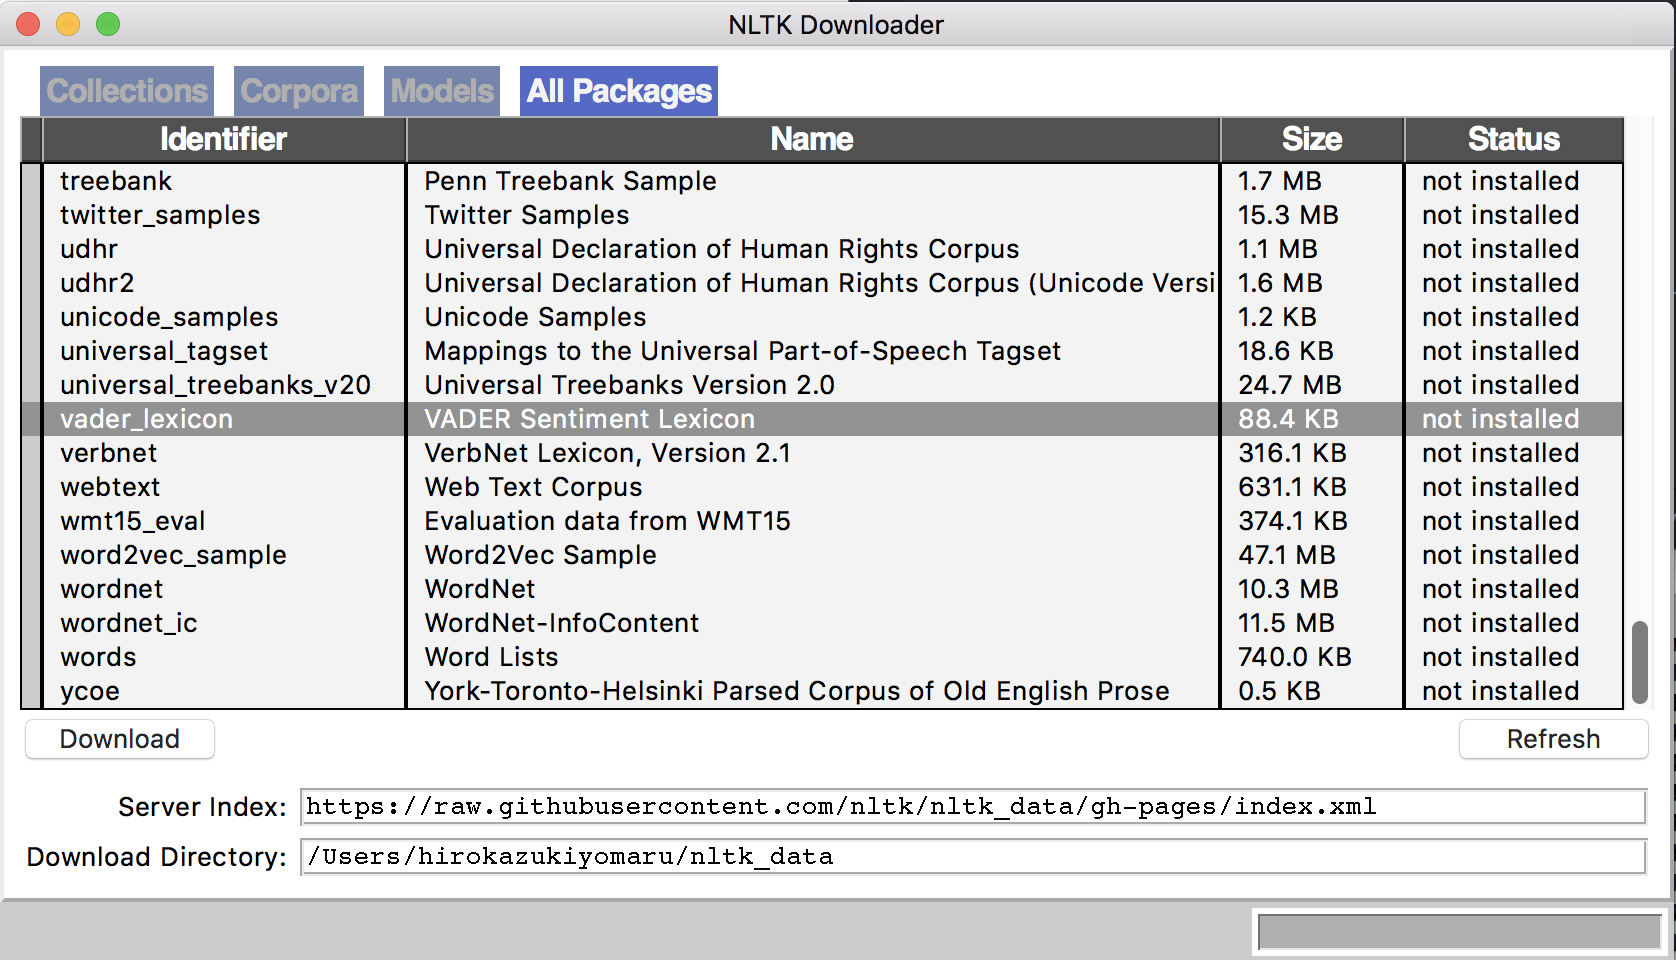 NLTK Downloader
Collections Corpora Models All Packages
Identifier Name Size Status
treebank Penn Treebank Sample 1.7 MB not installed
twitter_samples Twitter Samples 15.3 MB not installed
udhr Universal Declaration of Human Rights Corpus 1.1 MB not installed
udhr2 Universal Declaration of Human Rights Corpus (Unicode Versi 1.6 MB not installed
unicode_samples Unicode Samples 1.2 KB not installed
universal_tagset Mappings to the Universal Part-of-Speech Tagset 18.6 KB not installed
universal_treebanks_v20 Universal Treebanks Version 2.0 24.7 MB not installed
vader_lexicon VADER Sentiment Lexicon 88.4 KB not installed
verbnet VerbNet Lexicon, Version 2.1 316.1 KB not installed
webtext Web Text Corpus 631.1 KB not installed
wmt15_eval Evaluation data from WMT15 374.1 KB not installed
word2vec_sample Word2Vec Sample 47.1 MB not installed
wordnet WordNet 10.3 MB not installed
wordnet_ic WordNet-InfoContent 11.5 MB not installed
words Word Lists 740.0 KB not installed
ycoe York-Toronto-Helsinki Parsed Corpus of Old English Prose 0.5 KB not installed
Download Refresh
Server Index: https://raw.githubusercontent.com/nltk/nltk_data/gh-pages/index.xml
Download Directory: /Users/hirokazukiyomaru/nltk_data